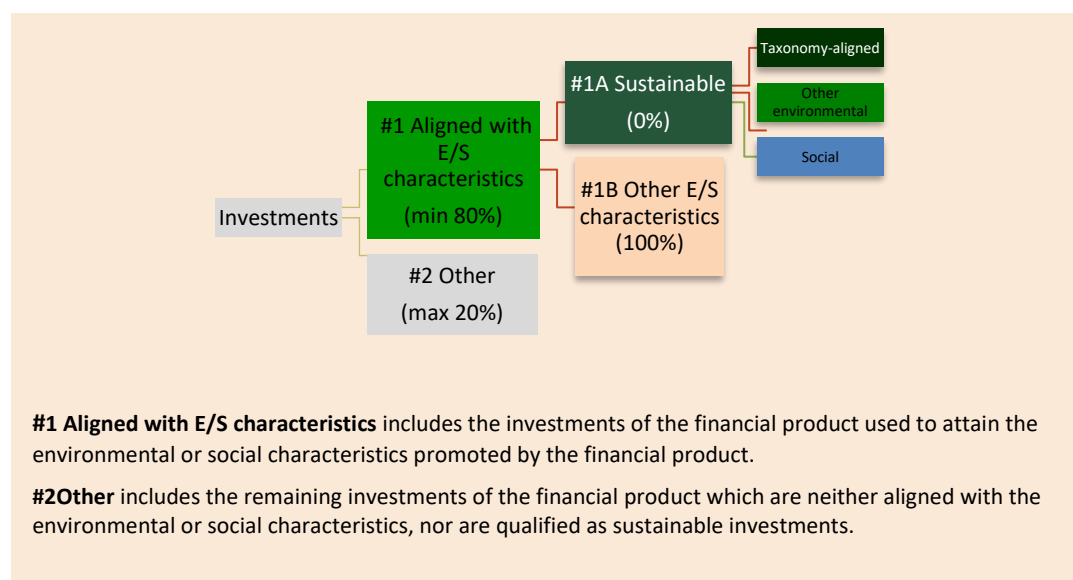 Investments
#1 Aligned with
E/S
characteristics
(min 80%)
#2 Other
(max 20%)
#1A Sustainable
(0%)
#1B Other E/S
characteristics
(100%)
Taxonomy-aligned
Other
environmental
Social
#1 Aligned with E/S characteristics includes the investments of the financial product used to attain the
environmental or social characteristics promoted by the financial product.
#2Other includes the remaining investments of the financial product which are neither aligned with the
environmental or social characteristics, nor are qualified as sustainable investments.